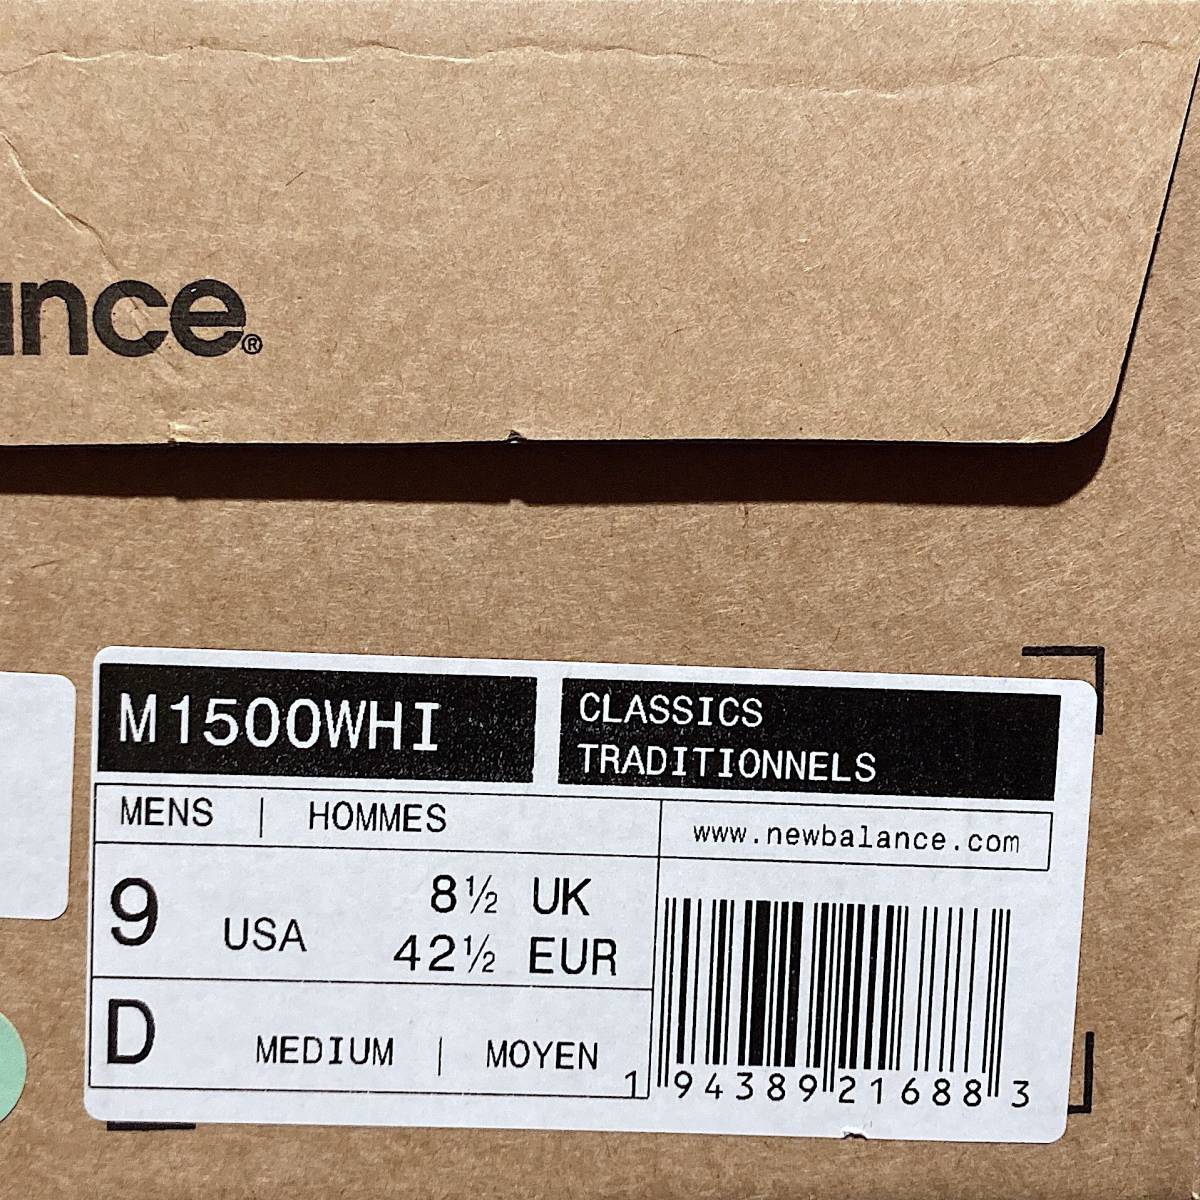 ance®
M1500WHI
CLASSICS
TRADITIONNELS
MENS | HOMMES
www.newbalance.com
9 USA
8½ UK
42½ EUR
D MEDIUM | MOYEN
1 94389 21688 3